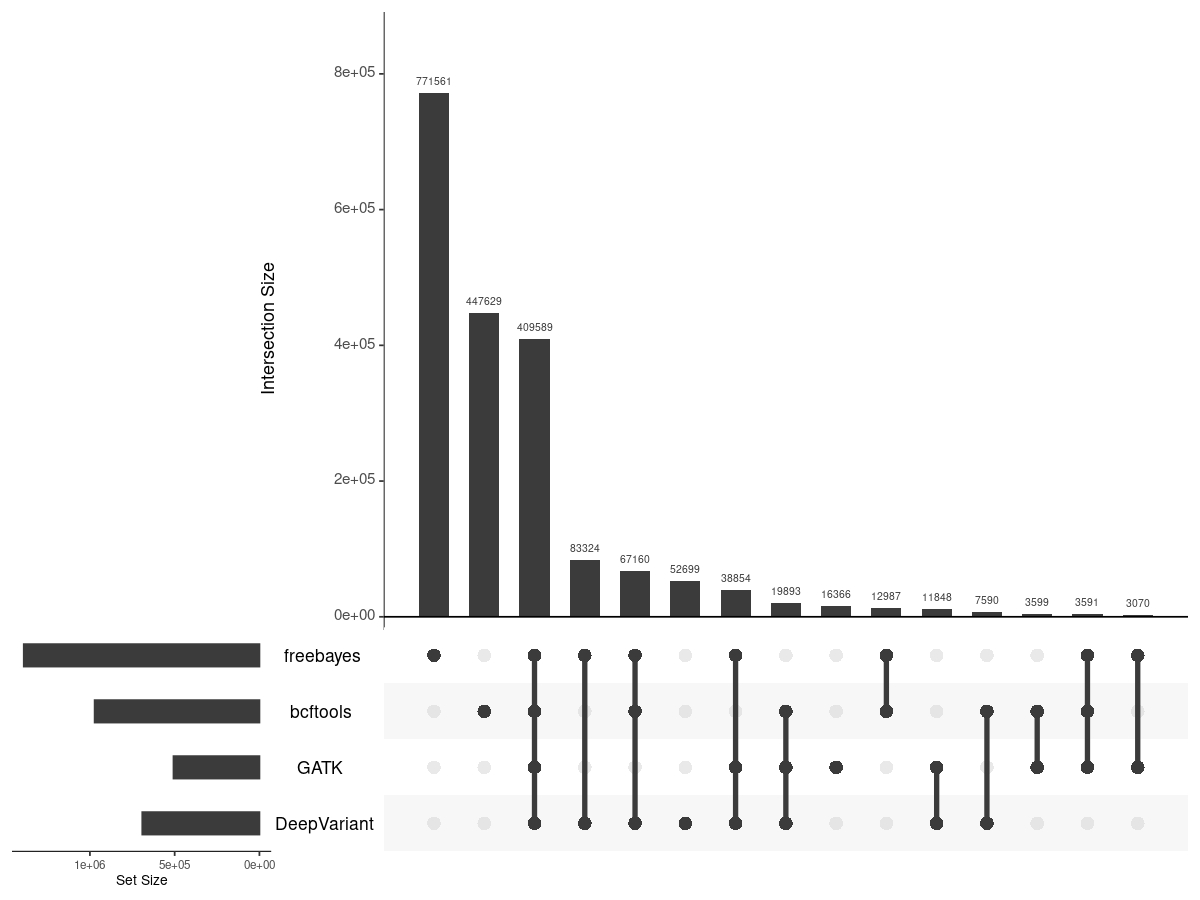 8e+05
6e+05
4e+05
2e+05
0e+00
Intersection Size
771561
447629
409589
83324
67160
52699
38854
19893
16366
12987
11848
7590
3599
3591
3070
freebayes
bcftools
GATK
DeepVariant
1e+06 5e+05 0e+00
Set Size